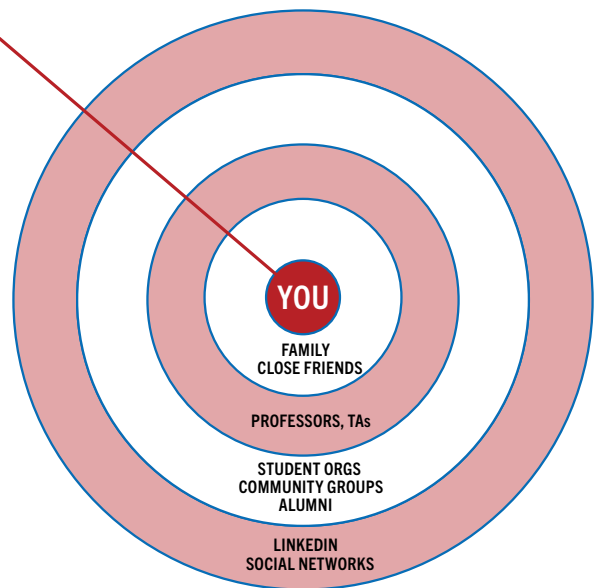 YOU
FAMILY
CLOSE FRIENDS
PROFESSORS, TAs
STUDENT ORGS
COMMUNITY GROUPS
ALUMNI
LINKEDIN
SOCIAL NETWORKS